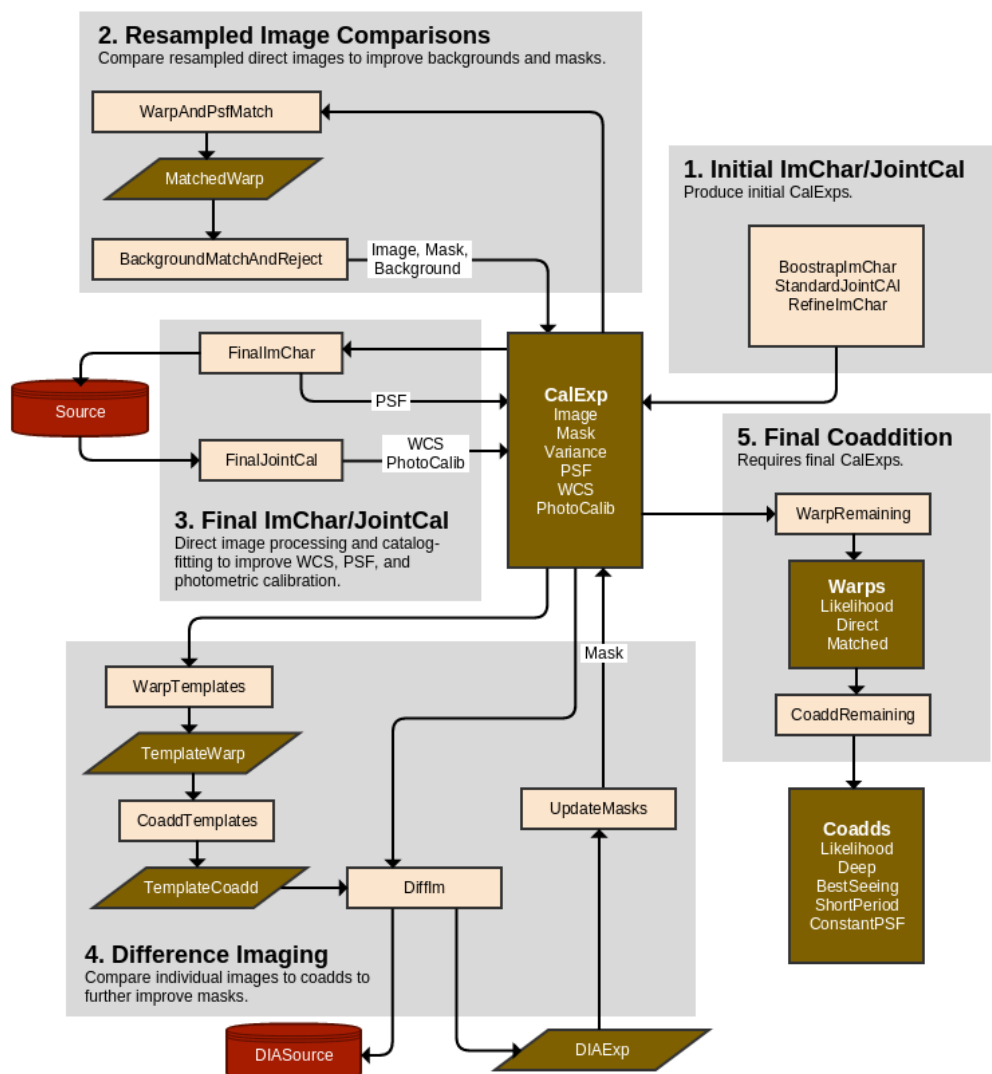 2. Resampled Image Comparisons
Compare resampled direct images to improve backgrounds and masks.
WarpAndPsfMatch
MatchedWarp
BackgroundMatchAndReject
Image, Mask,
Background
1. Initial ImChar/JointCal
Produce initial CalExps.
BoostrapImChar
StandardJointCAl
RefineImChar
FinalImChar
PSF
Source
FinalJointCal
WCS
PhotoCalib
3. Final ImChar/JointCal
Direct image processing and catalog-
fitting to improve WCS, PSF, and
photometric calibration.
CalExp
Image
Mask
Variance
PSF
WCS
PhotoCalib
5. Final Coaddition
Requires final CalExps.
WarpRemaining
Warps
Likelihood
Direct
Matched
CoaddRemaining
Coadds
Likelihood
Deep
BestSeeing
ShortPeriod
ConstantPSF
Mask
WarpTemplates
TemplateWarp
CoaddTemplates
TemplateCoadd
DiffIm
UpdateMasks
4. Difference Imaging
Compare individual images to coadds to
further improve masks.
DIASource
DIAExp